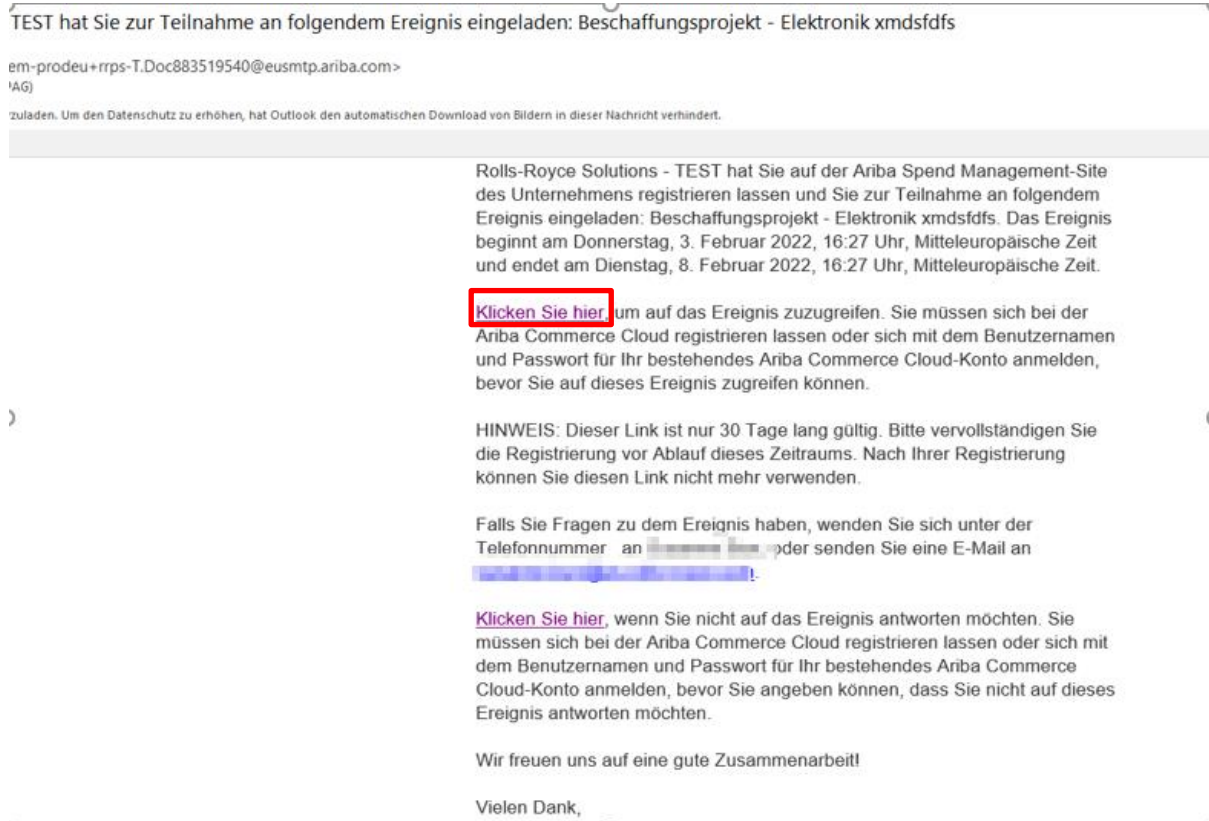 TEST hat Sie zur Teilnahme an folgendem Ereignis eingeladen: Beschaffungsprojekt - Elektronik xmdsfdfs
em-prodeu+rrps-T.Doc883519540@eusmtp.ariba.com>
PAG)
zuladen. Um den Datenschutz zu erhöhen, hat Outlook den automatischen Download von Bildern in dieser Nachricht verhindert.
Rolls-Royce Solutions - TEST hat Sie auf der Ariba Spend Management-Site
des Unternehmens registrieren lassen und Sie zur Teilnahme an folgendem
Ereignis eingeladen: Beschaffungsprojekt - Elektronik xmdsfdfs. Das Ereignis
beginnt am Donnerstag, 3. Februar 2022, 16:27 Uhr, Mitteleuropäische Zeit
und endet am Dienstag, 8. Februar 2022, 16:27 Uhr, Mitteleuropäische Zeit.
Klicken Sie hier, um auf das Ereignis zuzugreifen. Sie müssen sich bei der
Ariba Commerce Cloud registrieren lassen oder sich mit dem Benutzernamen
und Passwort für Ihr bestehendes Ariba Commerce Cloud-Konto anmelden,
bevor Sie auf dieses Ereignis zugreifen können.
HINWEIS: Dieser Link ist nur 30 Tage lang gültig. Bitte vervollständigen Sie
die Registrierung vor Ablauf dieses Zeitraums. Nach Ihrer Registrierung
können Sie diesen Link nicht mehr verwenden.
Falls Sie Fragen zu dem Ereignis haben, wenden Sie sich unter der
Telefonnummer an oder senden Sie eine E-Mail an
Klicken Sie hier, wenn Sie nicht auf das Ereignis antworten möchten. Sie
müssen sich bei der Ariba Commerce Cloud registrieren lassen oder sich mit
dem Benutzernamen und Passwort für Ihr bestehendes Ariba Commerce
Cloud-Konto anmelden, bevor Sie angeben können, dass Sie nicht auf dieses
Ereignis antworten möchten.
Wir freuen uns auf eine gute Zusammenarbeit!
Vielen Dank,